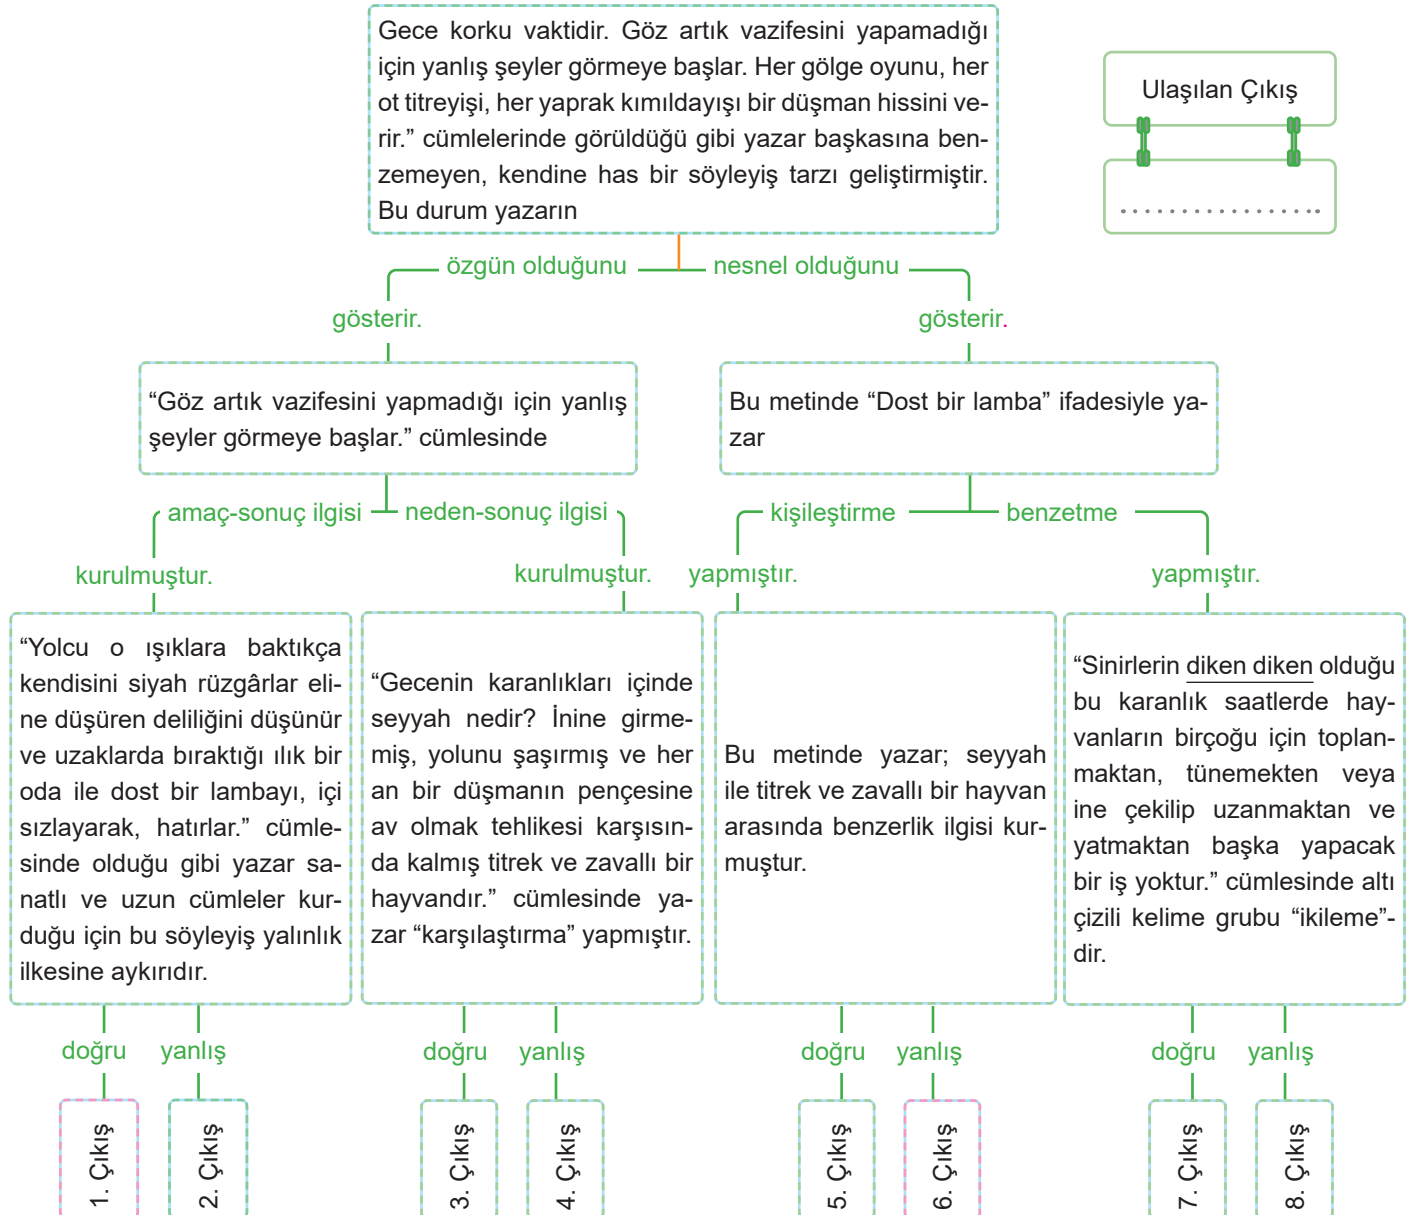 Gece korku vaktidir. Göz artık vazifesini yapamadığı
için yanlış şeyler görmeye başlar. Her gölge oyunu, her
ot titreyişi, her yaprak kımıldayışı bir düşman hissini ve-
rir.” cümlelerinde görüldüğü gibi yazar başkasına ben-
zemeyen, kendine has bir söyleyiş tarzı geliştirmiştir.
Bu durum yazarın
Ulaşılan Çıkış
....................
özgün olduğunu
nesnel olduğunu
gösterir.
gösterir.
“Göz artık vazifesini yapmadığı için yanlış
şeyler görmeye başlar.” cümlesinde
Bu metinde “Dost bir lamba” ifadesiyle ya-
zar
amaç-sonuç ilgisi
neden-sonuç ilgisi
kişileştirme
benzetme
kurulmuştur.
kurulmuştur.
yapmıştır.
yapmıştır.
“Yolcu o ışıklara baktıkça
kendisini siyah rüzgârlar eli-
ne düşüren deliliğini düşünür
ve uzaklarda bıraktığı ılık bir
oda ile dost bir lambayı, içi
sızlayarak, hatırlar.” cümle-
sinde olduğu gibi yazar sa-
natlı ve uzun cümleler kur-
duğu için bu söyleyiş yalınlık
ilkesine aykırıdır.
“Gecenin karanlıkları içinde
seyyah nedir? İnine girme-
miş, yolunu şaşırmış ve her
an bir düşmanın pençesine
av olmak tehlikesi karşısın-
da kalmış titrek ve zavallı bir
hayvandır.” cümlesinde ya-
zar “karşılaştırma” yapmıştır.
Bu metinde yazar; seyyah
ile titrek ve zavallı bir hayvan
arasında benzerlik ilgisi kur-
muştur.
“Sinirlerin diken diken olduğu
bu karanlık saatlerde hay-
vanların birçoğu için toplan-
maktan, tünemekten veya
ine çekilip uzanmaktan ve
yatmaktan başka yapacak
bir iş yoktur.” cümlesinde altı
çizili kelime grubu “ikileme”-
dir.
doğru
yanlış
doğru
yanlış
doğru
yanlış
doğru
yanlış
1. Çıkış
2. Çıkış
3. Çıkış
4. Çıkış
5. Çıkış
6. Çıkış
7. Çıkış
8. Çıkış